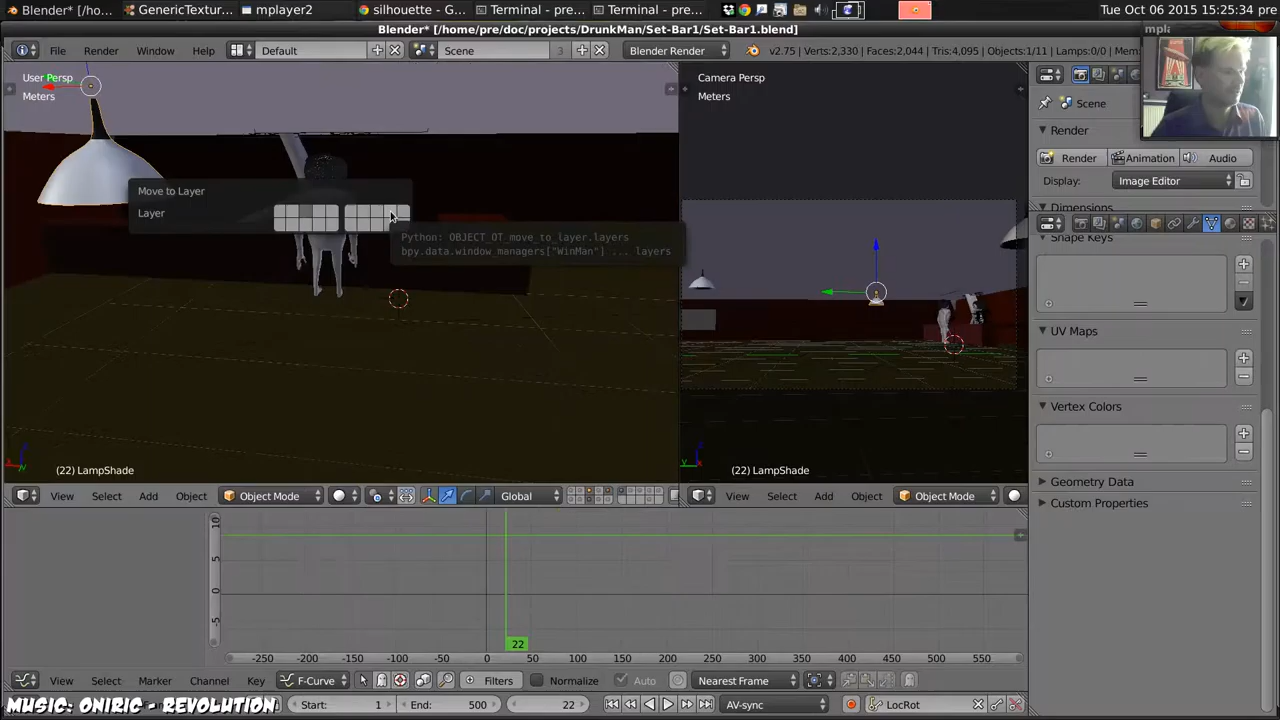 Blender* [/ho:
GenericTextur...
mplayer2
silhouette - G...
Terminal - pre...
Terminal - pre...
Tue Oct 06 2015 15:25:34 pre
Blender* [/home/pre/doc/projects/DrunkMan/Set-Bar1/Set-Bar1.blend]
mpl
File Render Window Help
Default
Scene
3
Blender Render
v2.75 | Verts:2,330 | Faces:2,044 | Tris:4,095 | Objects:1/11 | Lamps:0/0 | Mem:
User Persp
Meters
Camera Persp
Meters
Scene
Render
Render
Animation
Audio
Display:
Image Editor
Dimensions
Move to Layer
Layer
Python: OBJECT_OT_move_to_layer.layers
bpy.data.window_managers["WinMan"] ... layers
Shape Keys
UV Maps
Vertex Colors
Geometry Data
Custom Properties
(22) LampShade
(22) LampShade
View Select Add Object
Object Mode
Global
View Select Add Object
Object Mode
10
5
0
-5
22
-250 -200 -150 -100 -50 0 50 100 150 200 250 300 350 400 450 500 550
View Select Marker Channel Key
F-Curve
Filters
Normalize
Auto
Nearest Frame
MUSIC: ONIRIC - REVOLUTION
Start: 1
End: 500
22
AV-sync
LocRot